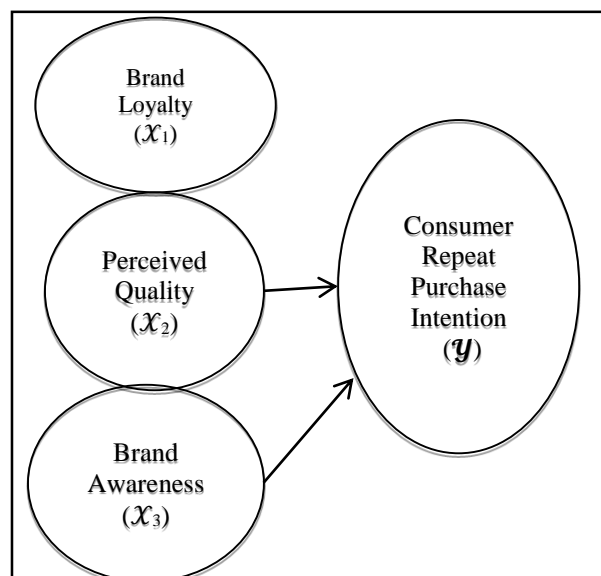 Brand
Loyalty
(𝒳₁)
Perceived
Quality
(𝒳₂)
Brand
Awareness
(𝒳₃)
Consumer
Repeat
Purchase
Intention
(𝓨)